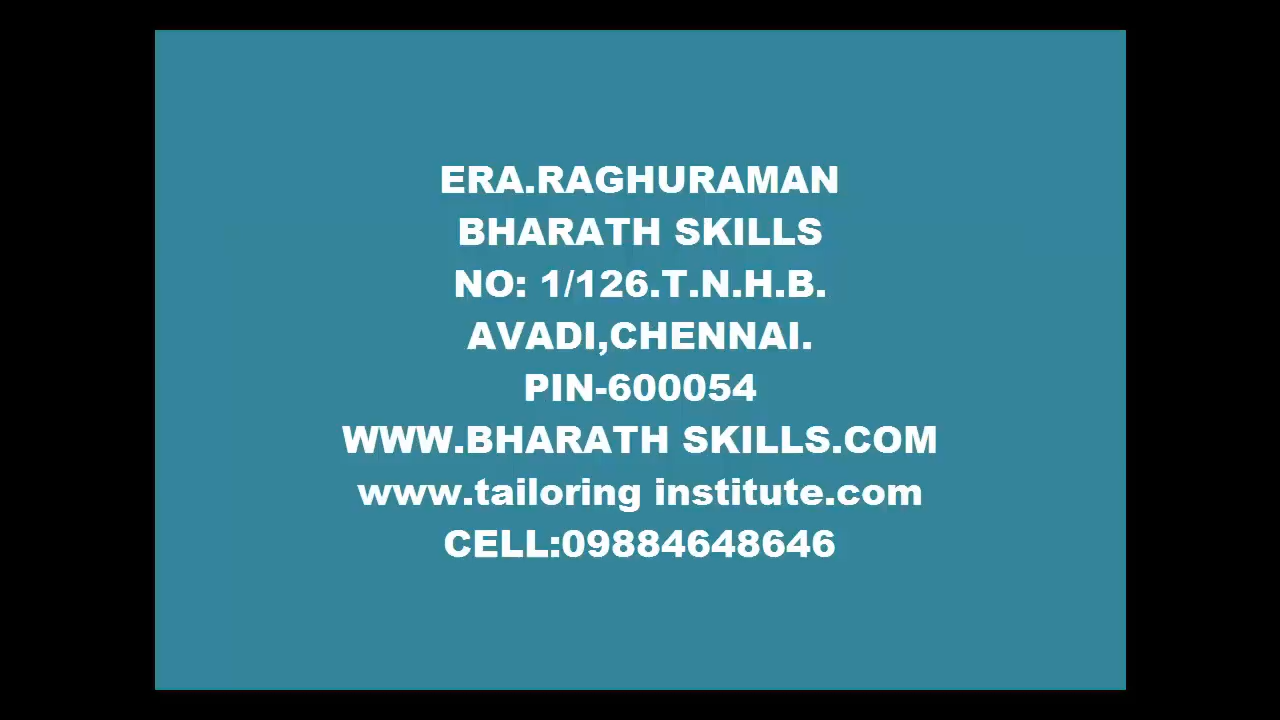 ERA.RAGHURAMAN
BHARATH SKILLS
NO: 1/126.T.N.H.B.
AVADI,CHENNAI.
PIN-600054
WWW.BHARATH SKILLS.COM
www.tailoring institute.com
CELL:09884648646